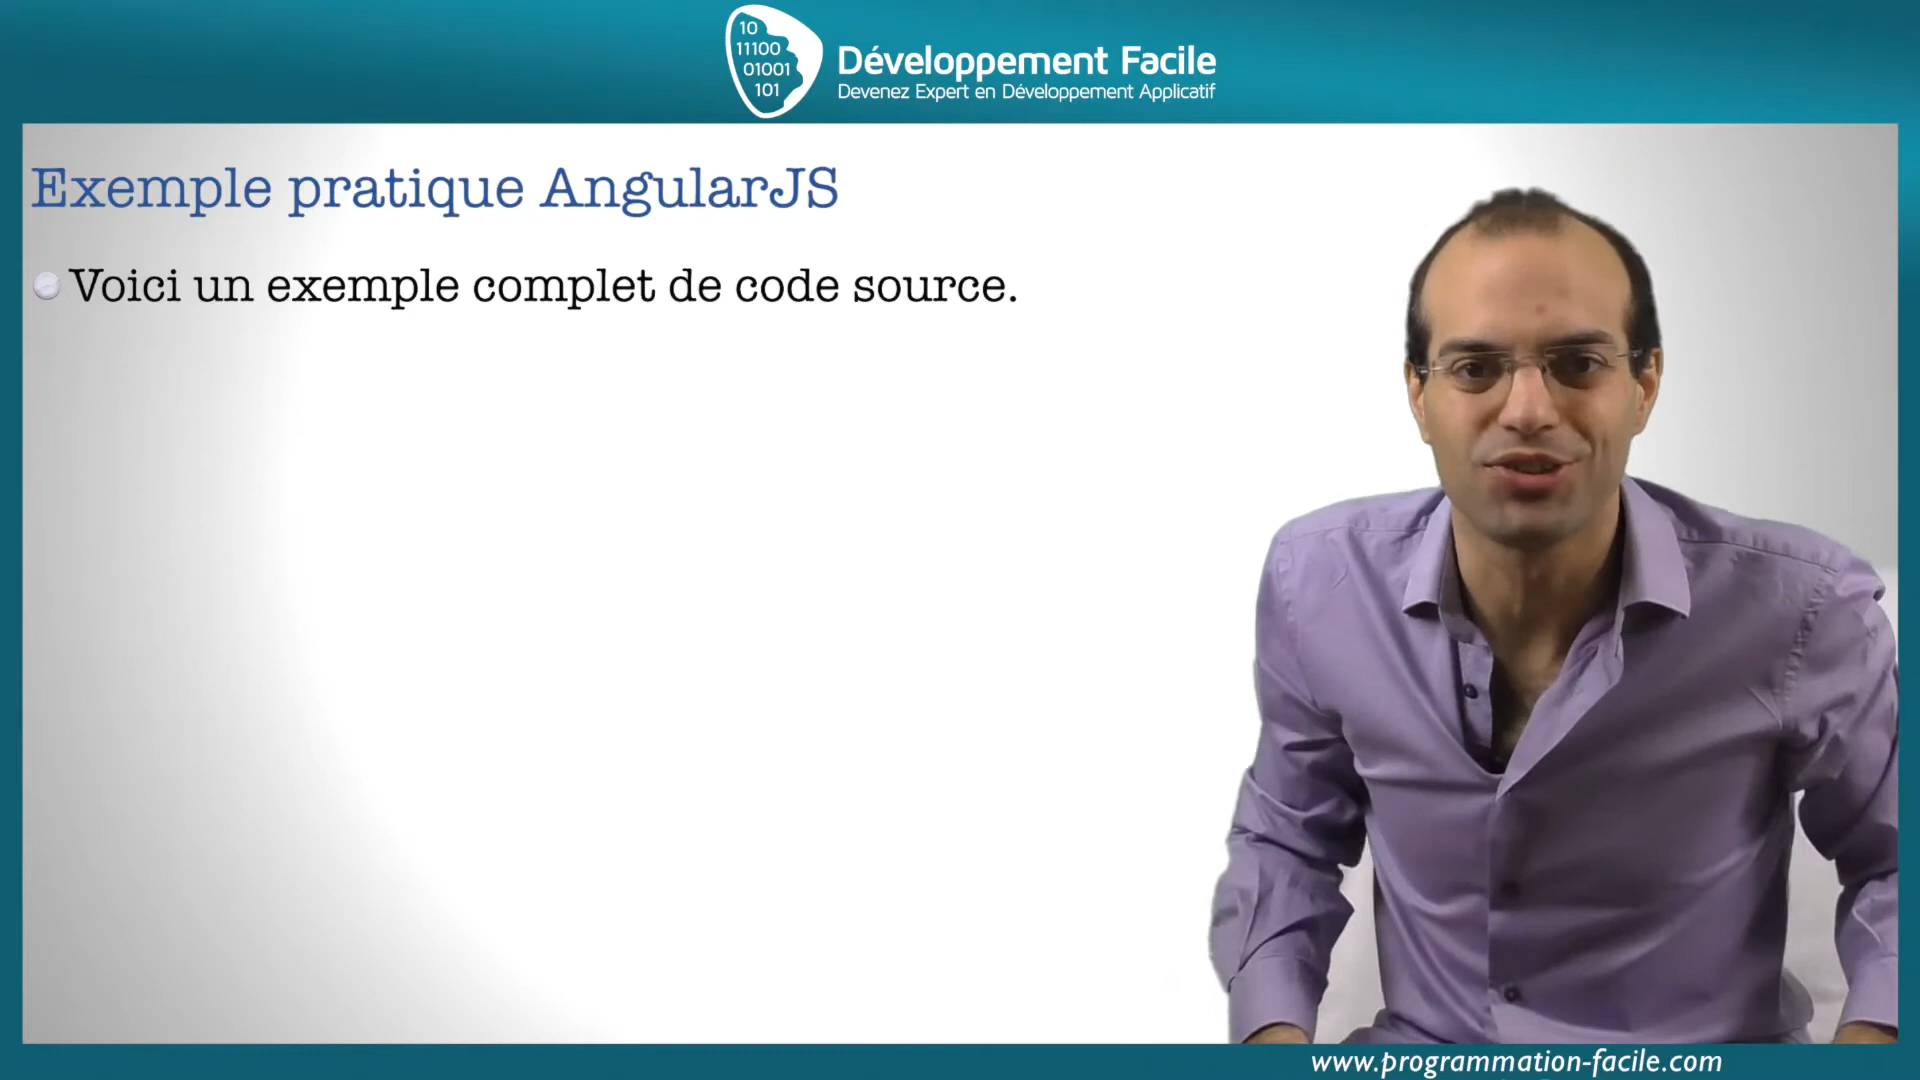 10
11100
01001
101
Développement Facile
Devenez Expert en Développement Applicatif
Exemple pratique AngularJS
Voici un exemple complet de code source.
www.programmation-facile.com